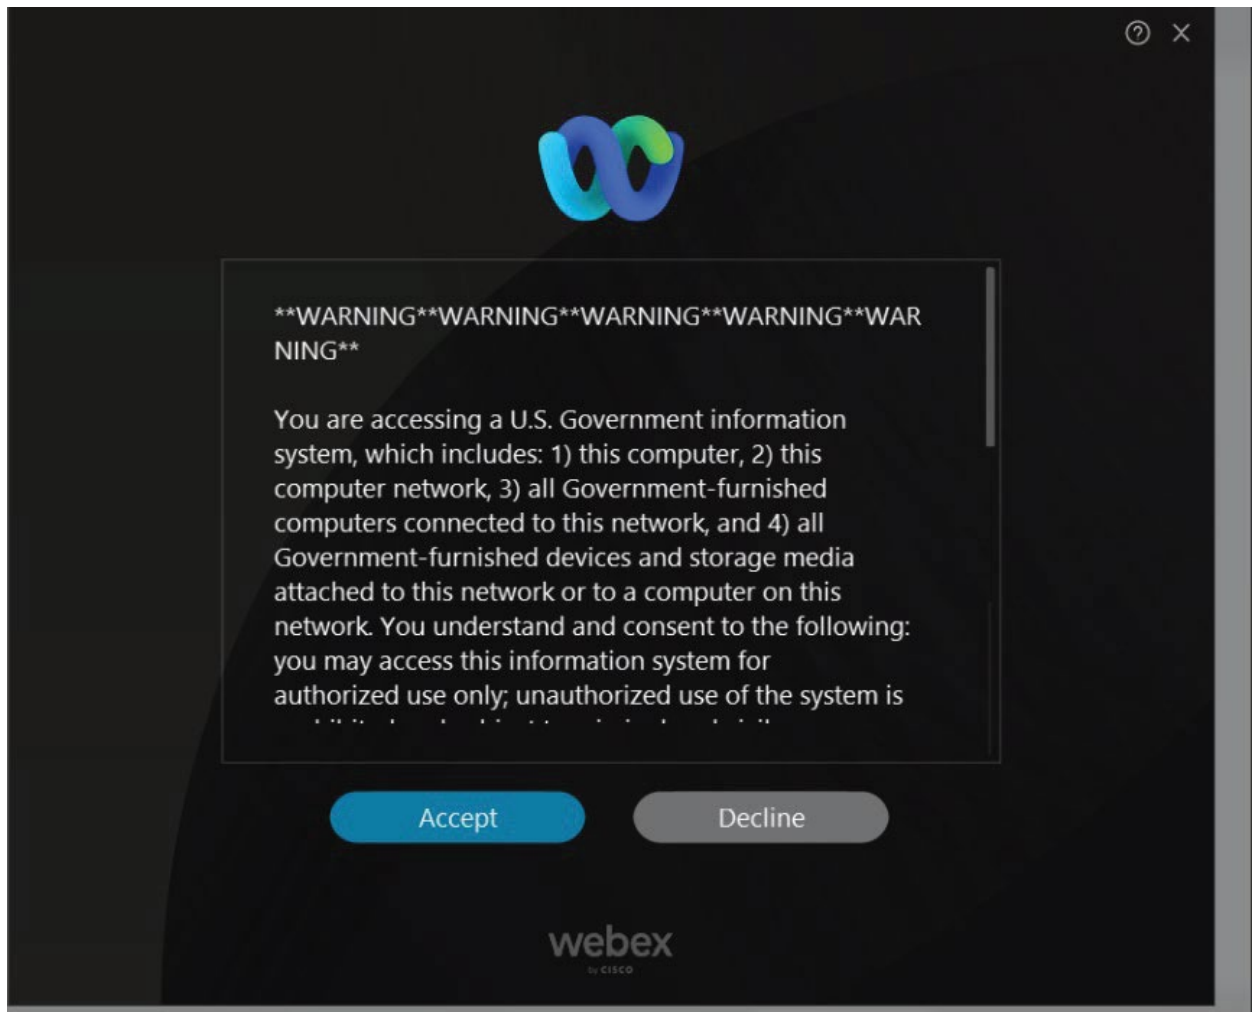 **WARNING**WARNING**WARNING**WARNING**WAR
NING**
You are accessing a U.S. Government information
system, which includes: 1) this computer, 2) this
computer network, 3) all Government-furnished
computers connected to this network, and 4) all
Government-furnished devices and storage media
attached to this network or to a computer on this
network. You understand and consent to the following:
you may access this information system for
authorized use only; unauthorized use of the system is
Accept
Decline
webex
by CISCO